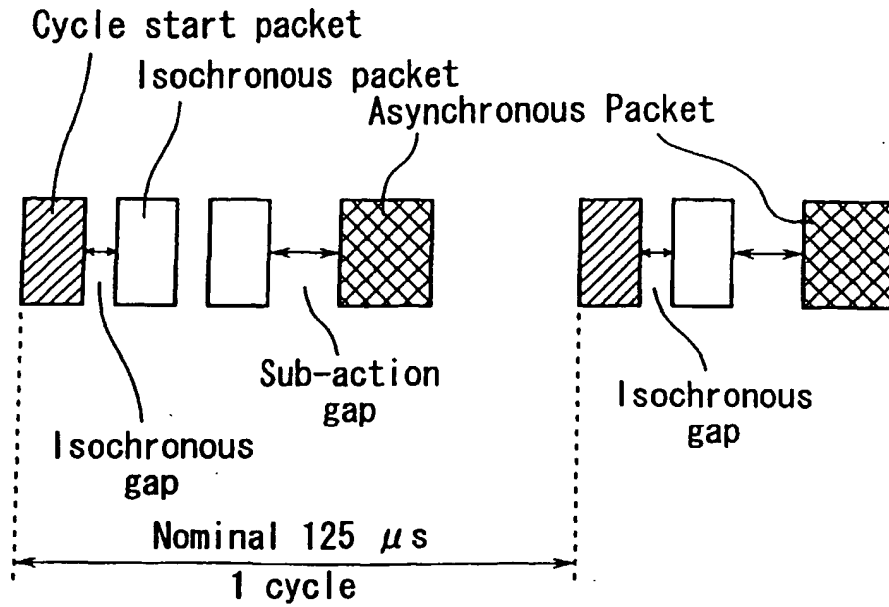 Cycle start packet
Isochronous packet
Asynchronous Packet
Sub-action
gap
Isochronous
gap
Isochronous
gap
Nominal 125 μs
1 cycle